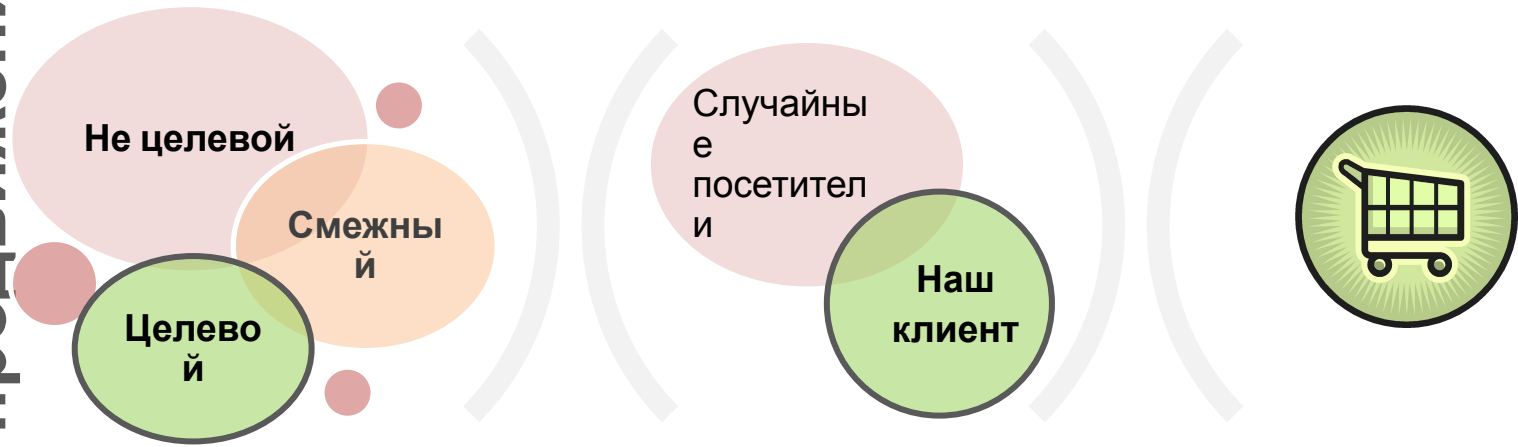 Не целевой
Смежны
й
Целево
й
Случайны
е
посетител
и
Наш
клиент